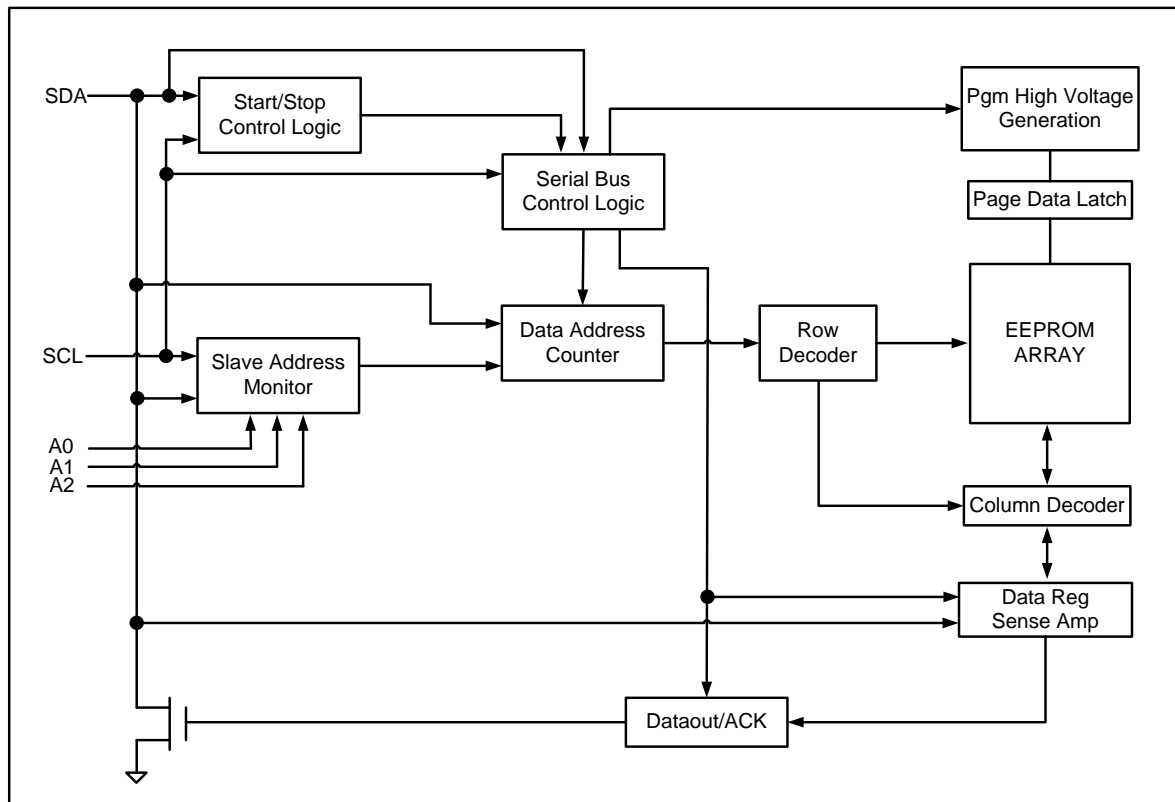 SDA
Start/Stop
Control Logic
Pgm High Voltage
Generation
Serial Bus
Control Logic
Page Data Latch
Data Address
Counter
Row
Decoder
EEPROM
ARRAY
SCL
Slave Address
Monitor
A0
A1
A2
Column Decoder
Data Reg
Sense Amp
Dataout/ACK